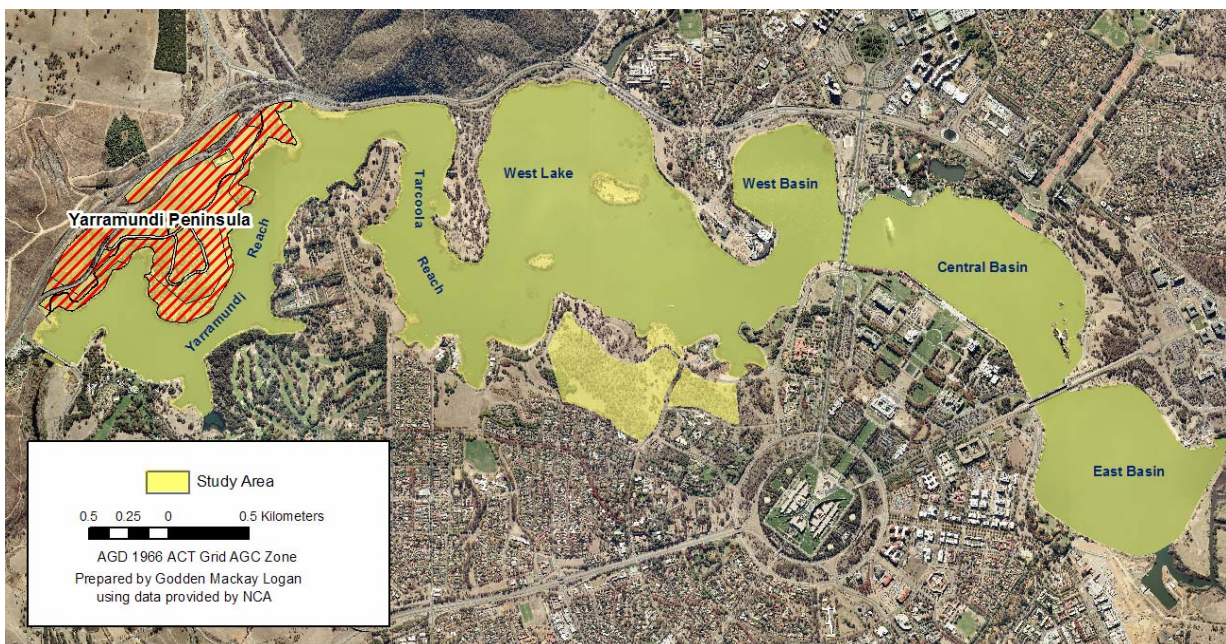 Yarramundi Peninsula
Yarramundi
Reach
Tarcoola
Reach
West Lake
West Basin
Central Basin
East Basin
Study Area
0.5 0.25 0 0.5 Kilometers
AGD 1966 ACT Grid AGC Zone
Prepared by Godden Mackay Logan
using data provided by NCA